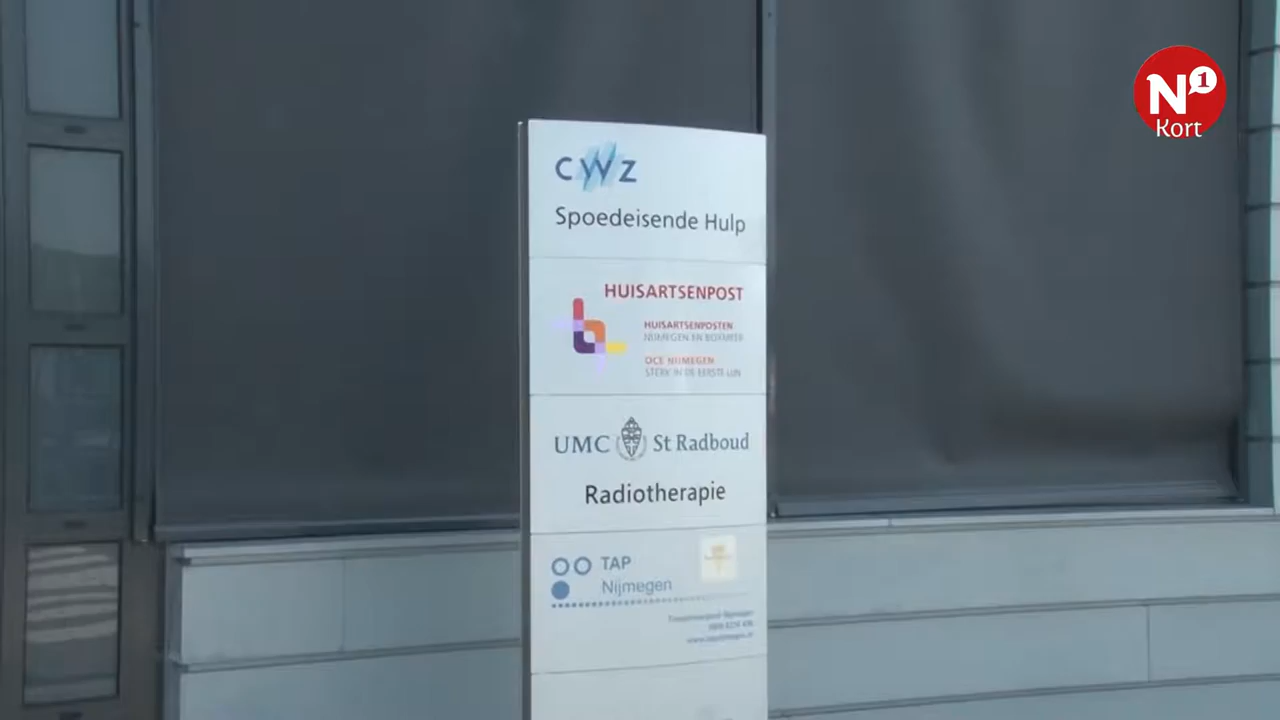 N1
Kort
CWZ
Spoedeisende Hulp
HUISARTSENPOST
HUISARTSENPOSTEN
NIJMEGEN EN BOXMEER
OCE NIJMEGEN
STERK IN DE EERSTE LIJN
UMC St Radboud
Radiotherapie
TAP
Nijmegen